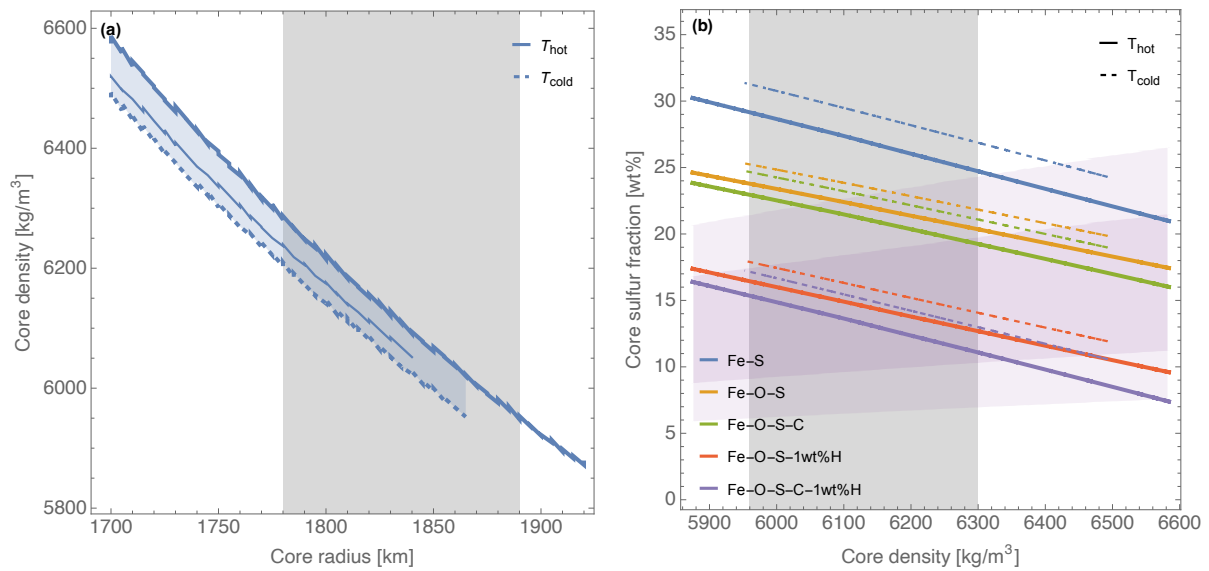 (a)
T_hot
T_cold
6600
6400
6200
6000
5800
Core density [kg/m³]
1700
1750
1800
1850
1900
Core radius [km]
(b)
T_hot
T_cold
35
30
25
20
15
10
5
0
Core sulfur fraction [wt%]
Fe–S
Fe–O–S
Fe–O–S–C
Fe–O–S–1wt%H
Fe–O–S–C–1wt%H
5900
6000
6100
6200
6300
6400
6500
6600
Core density [kg/m³]